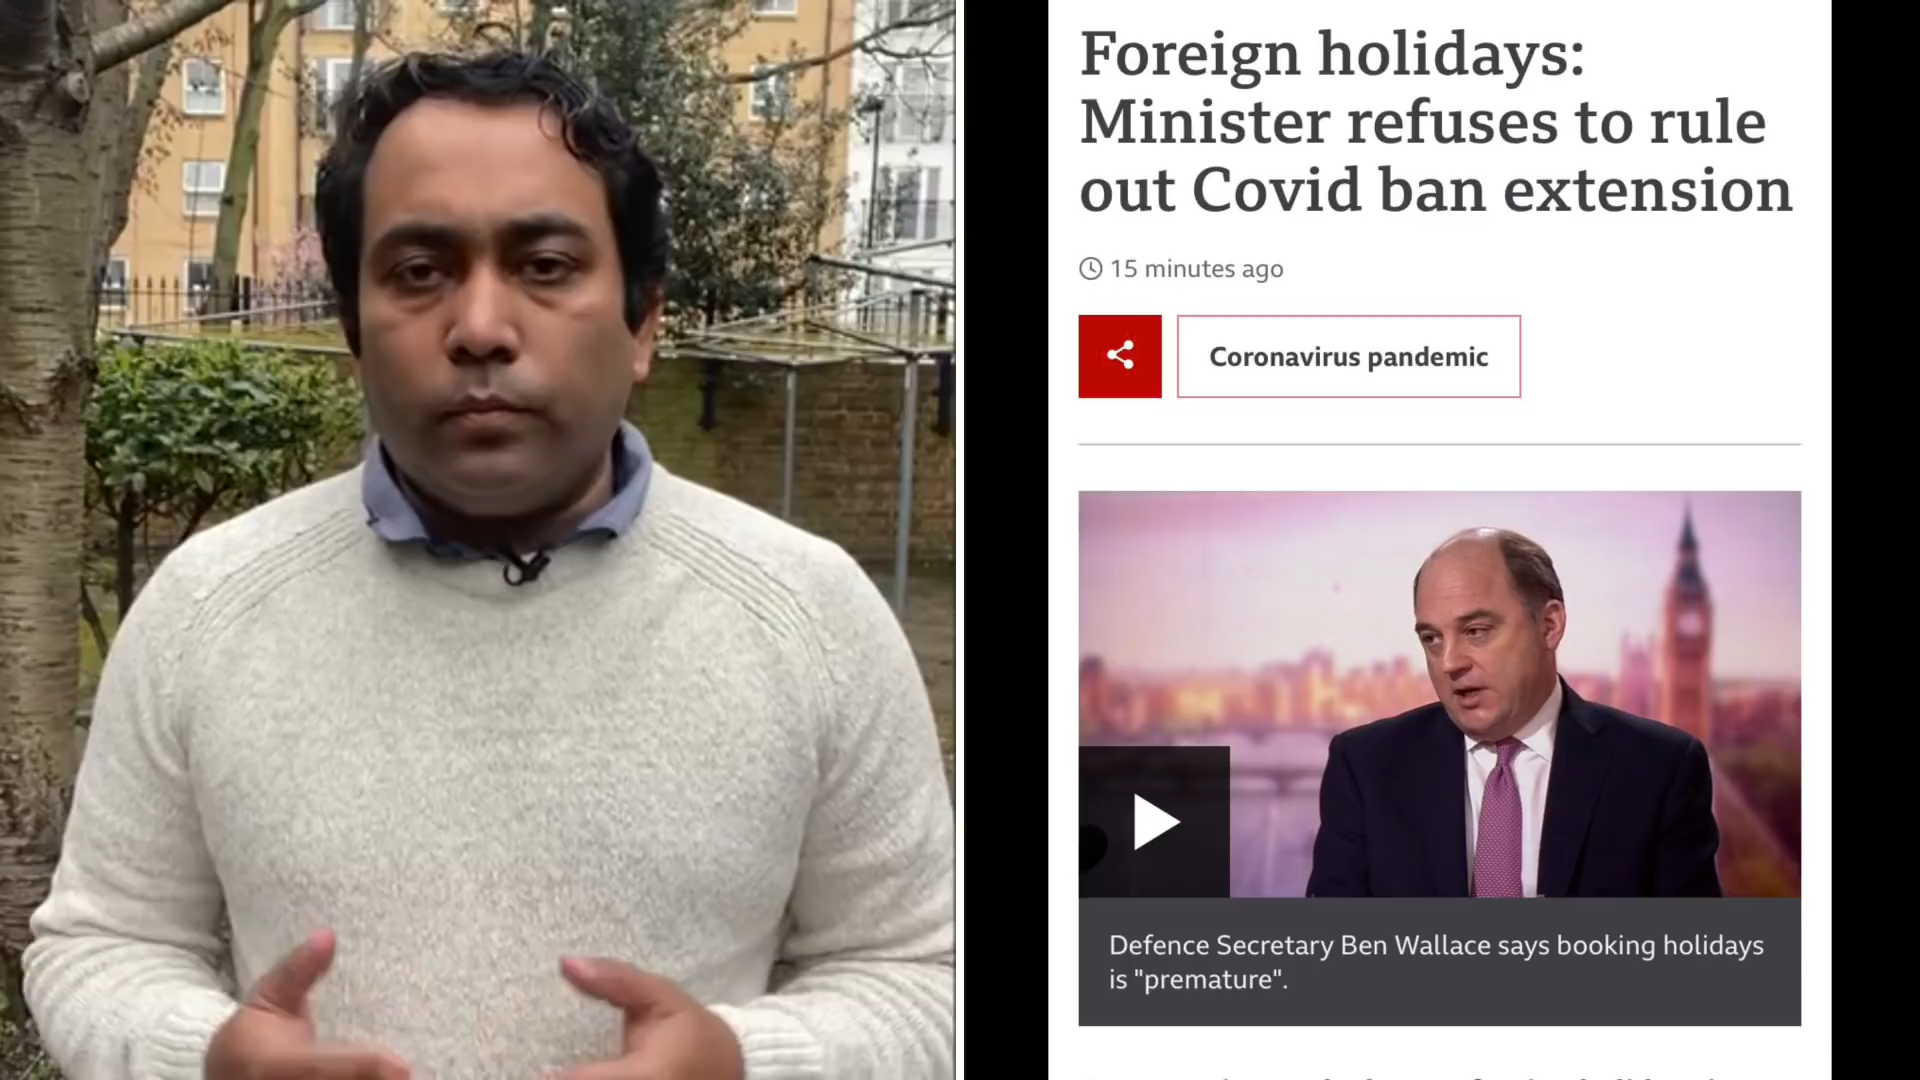 Foreign holidays:
Minister refuses to rule
out Covid ban extension
15 minutes ago
Coronavirus pandemic
Defence Secretary Ben Wallace says booking holidays
is "premature".